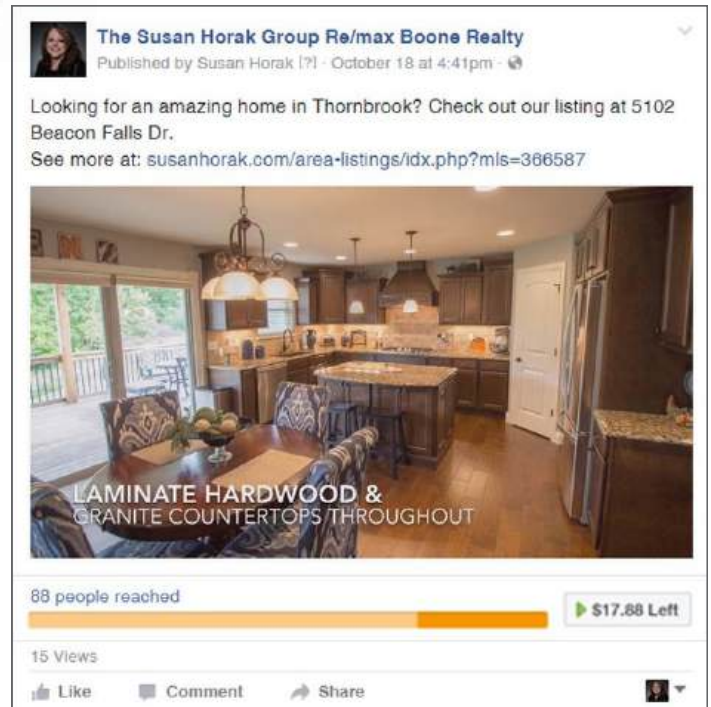 The Susan Horak Group Re/max Boone Realty
Published by Susan Horak [?] · October 18 at 4:41pm ·
Looking for an amazing home in Thornbrook? Check out our listing at 5102
Beacon Falls Dr.
See more at: susanhorak.com/area-listings/idx.php?mls=366587
LAMINATE HARDWOOD &
GRANITE COUNTERTOPS THROUGHOUT
88 people reached
$17.88 Left
15 Views
Like Comment Share